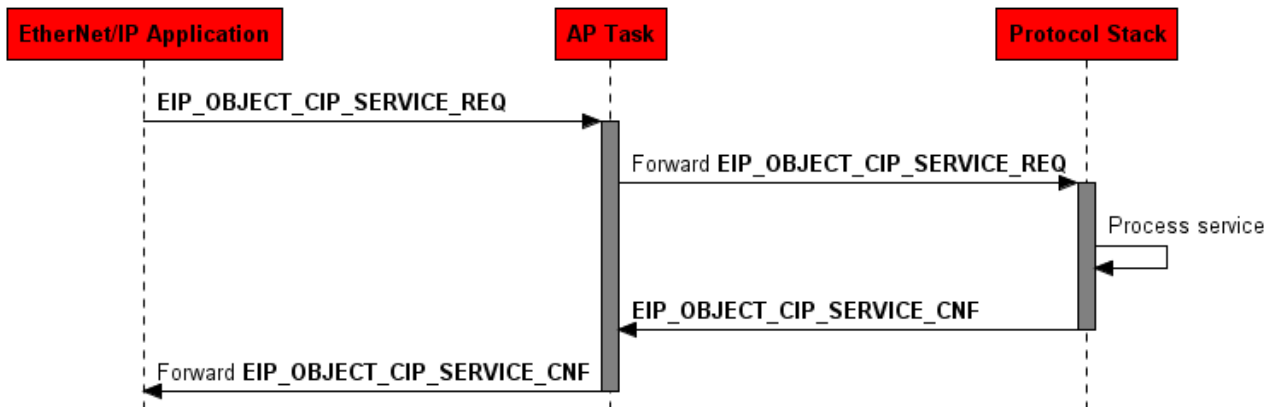 EtherNet/IP Application
AP Task
Protocol Stack
EIP_OBJECT_CIP_SERVICE_REQ
Forward EIP_OBJECT_CIP_SERVICE_REQ
Process service
EIP_OBJECT_CIP_SERVICE_CNF
Forward EIP_OBJECT_CIP_SERVICE_CNF